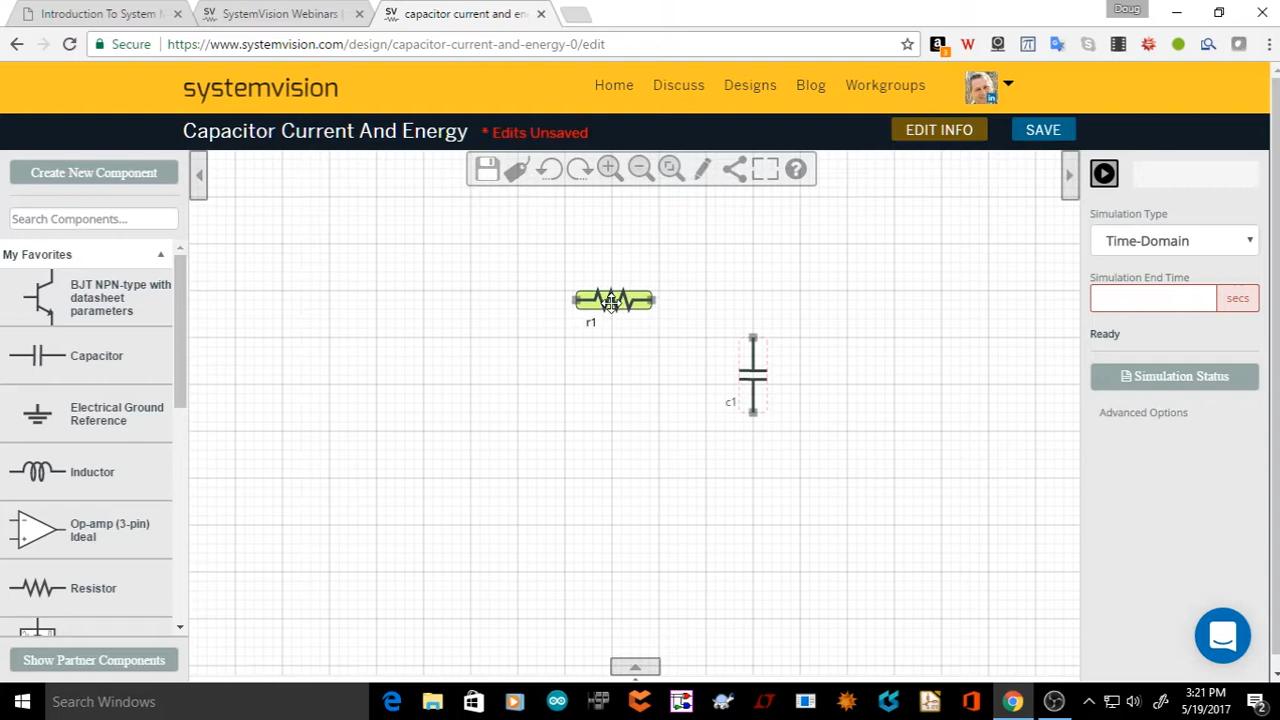 Doug
Introduction To System M
SystemVision Webinars |
capacitor current and en
Secure
https://www.systemvision.com/design/capacitor-current-and-energy-0/edit
systemvision
Home
Discuss
Designs
Blog
Workgroups
Capacitor Current And Energy
* Edits Unsaved
EDIT INFO
SAVE
Create New Component
Search Components...
My Favorites
BJT NPN-type with
datasheet
parameters
Capacitor
Electrical Ground
Reference
Inductor
Op-amp (3-pin)
Ideal
Resistor
Show Partner Components
r1
c1
Simulation Type
Time-Domain
Simulation End Time
secs
Ready
Simulation Status
Advanced Options
Search Windows
3:21 PM
5/19/2017